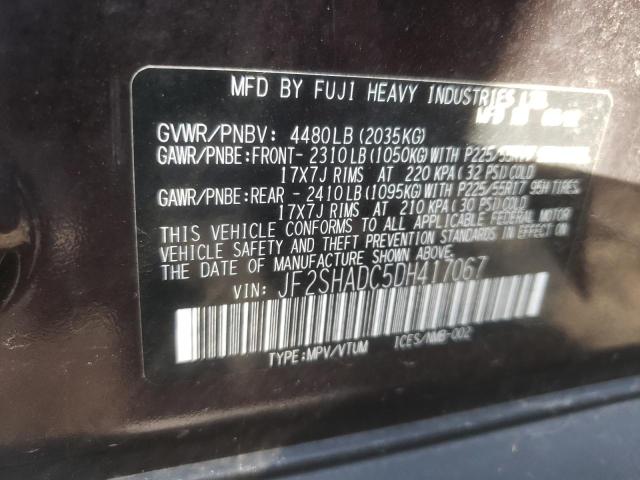 MFD BY FUJI HEAVY INDUSTRIES LTD.
GVWR/PNBV: 4480LB (2035KG)
GAWR/PNBE:FRONT- 2310LB (1050KG)WITH P225/55R17
17X7J RIMS AT 220 KPA (32 PSI)COLD
GAWR/PNBE:REAR - 2410LB (1095KG)WITH P225/55R17 95H TIRES.
17X7J RIMS AT 210 KPA (30 PSI)COLD
THIS VEHICLE CONFORMS TO ALL APPLICABLE FEDERAL MOTOR
VEHICLE SAFETY AND THEFT PREVENTION STANDARDS IN EFFECT ON
THE DATE OF MANUFACTURE SHOWN ABOVE.
VIN: JF2SHADC5DH417067
TYPE:MPV/VTUM ICES/NMB-002